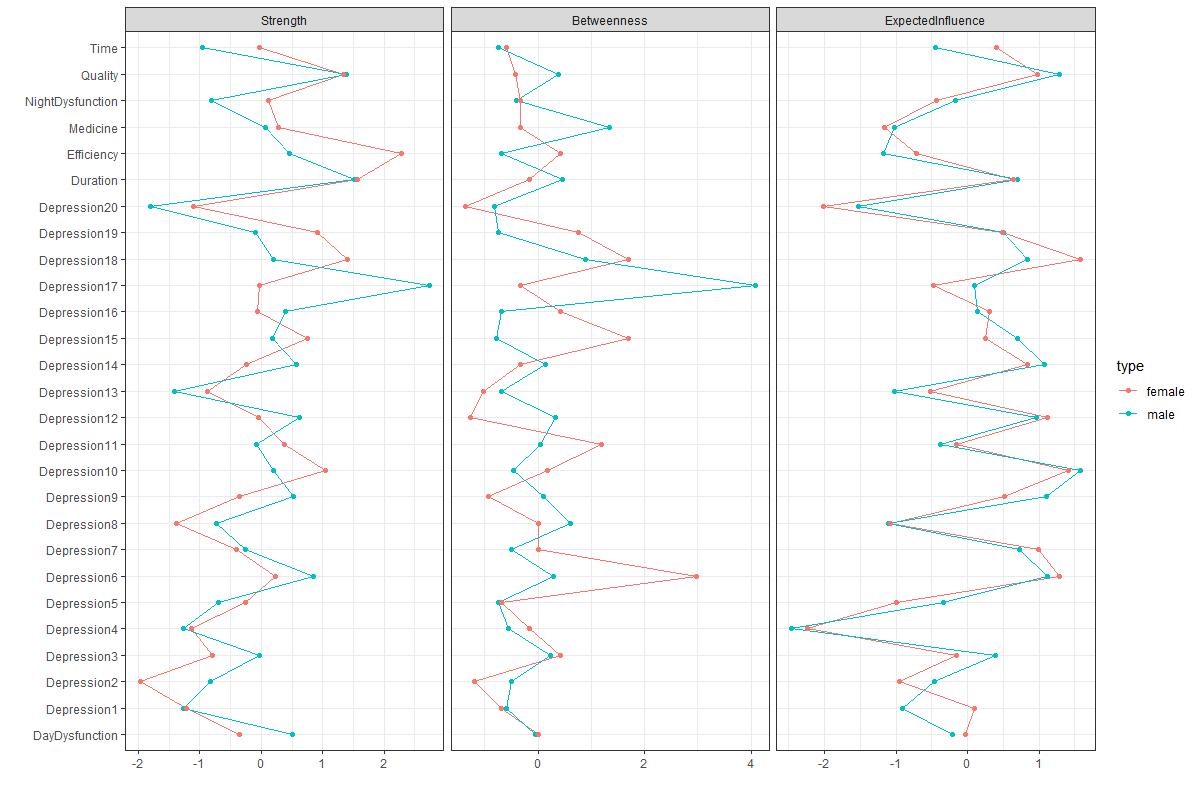 Strength
Betweenness
ExpectedInfluence
Time
Quality
NightDysfunction
Medicine
Efficiency
Duration
Depression20
Depression19
Depression18
Depression17
Depression16
Depression15
Depression14
Depression13
Depression12
Depression11
Depression10
Depression9
Depression8
Depression7
Depression6
Depression5
Depression4
Depression3
Depression2
Depression1
DayDysfunction
-2 -1 0 1 2
0 2 4
-2 -1 0 1
type
female
male